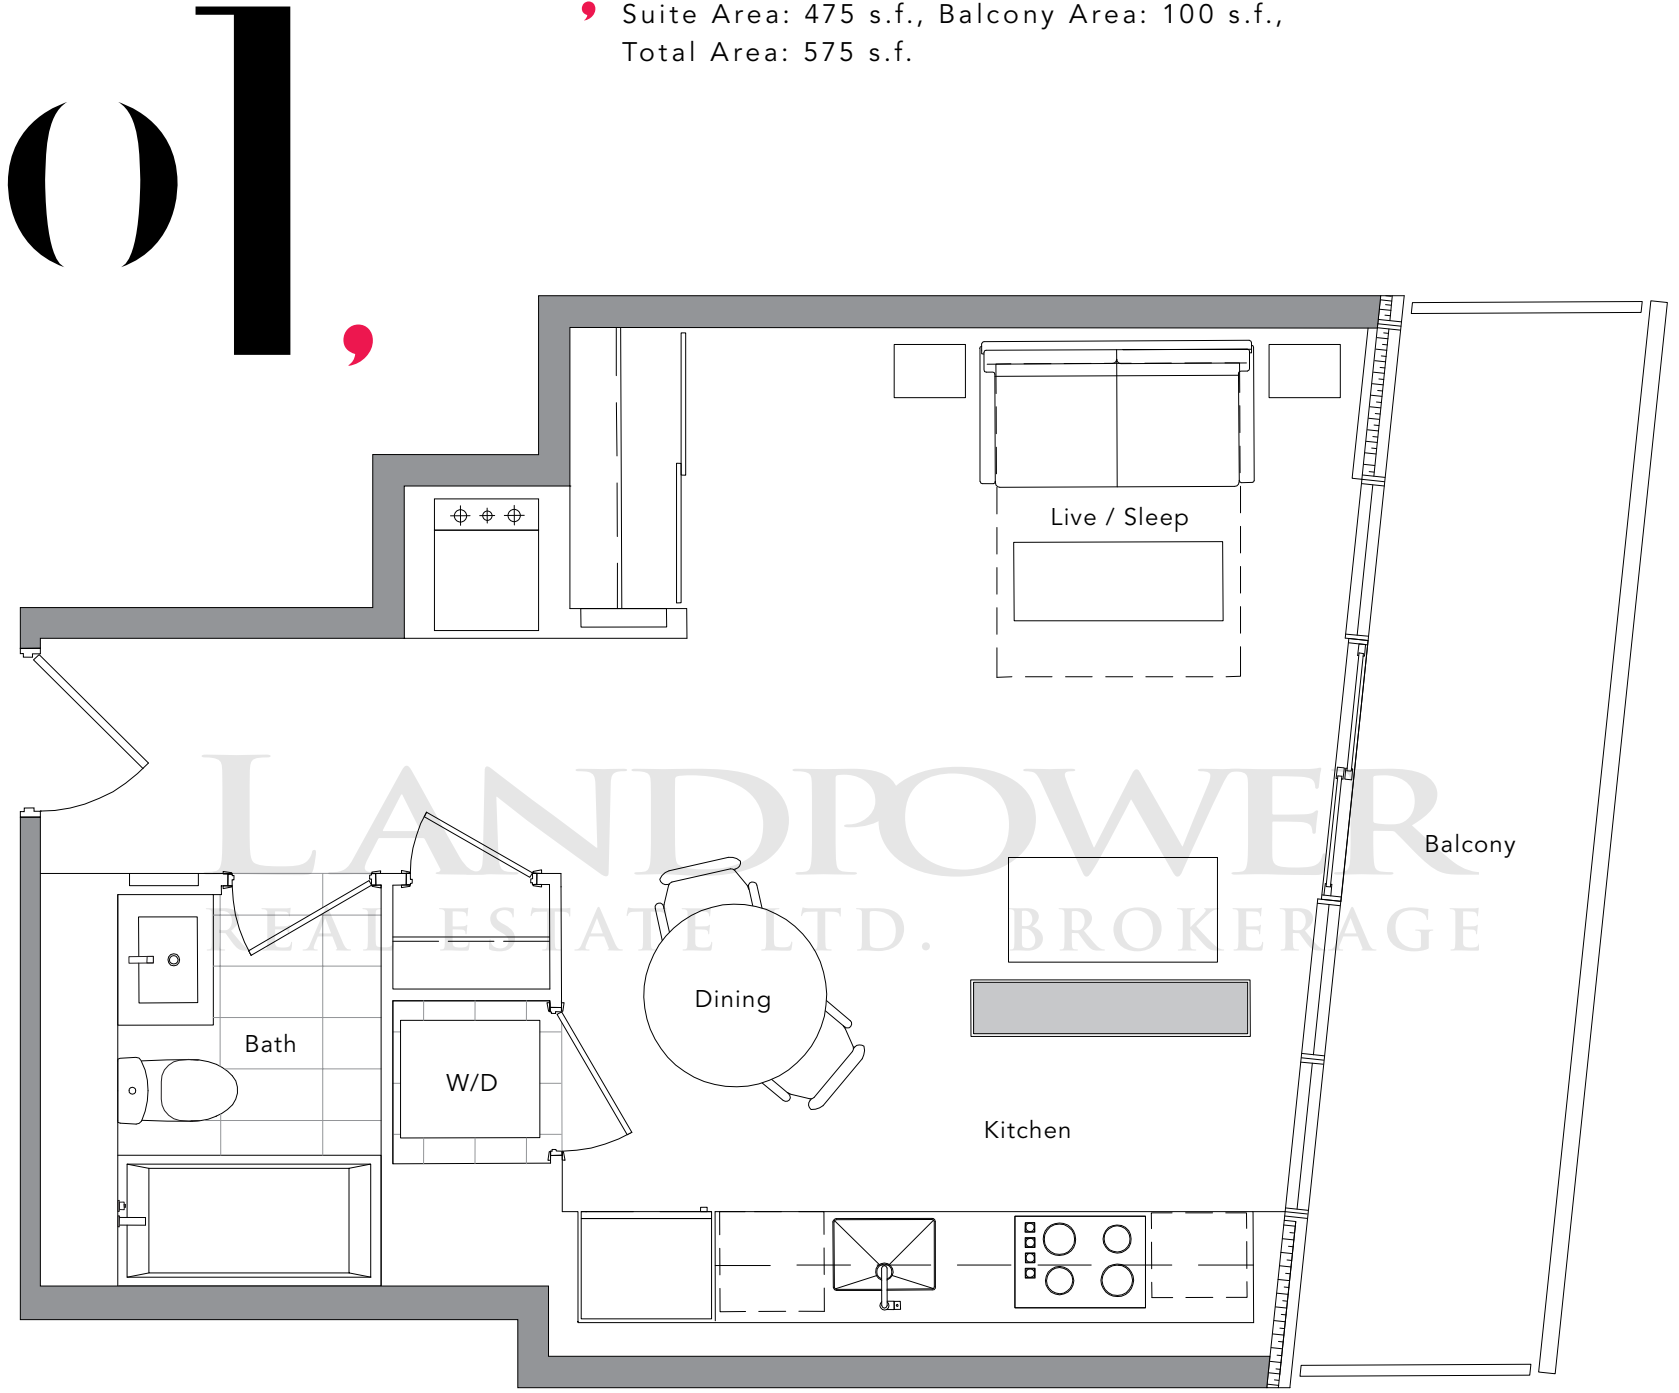 Suite Area: 475 s.f., Balcony Area: 100 s.f.,
Total Area: 575 s.f.
ol,
Live / Sleep
LANDPOWER
Balcony
REAL ESTATE LTD. BROKERAGE
Dining
Bath
W/D
Kitchen